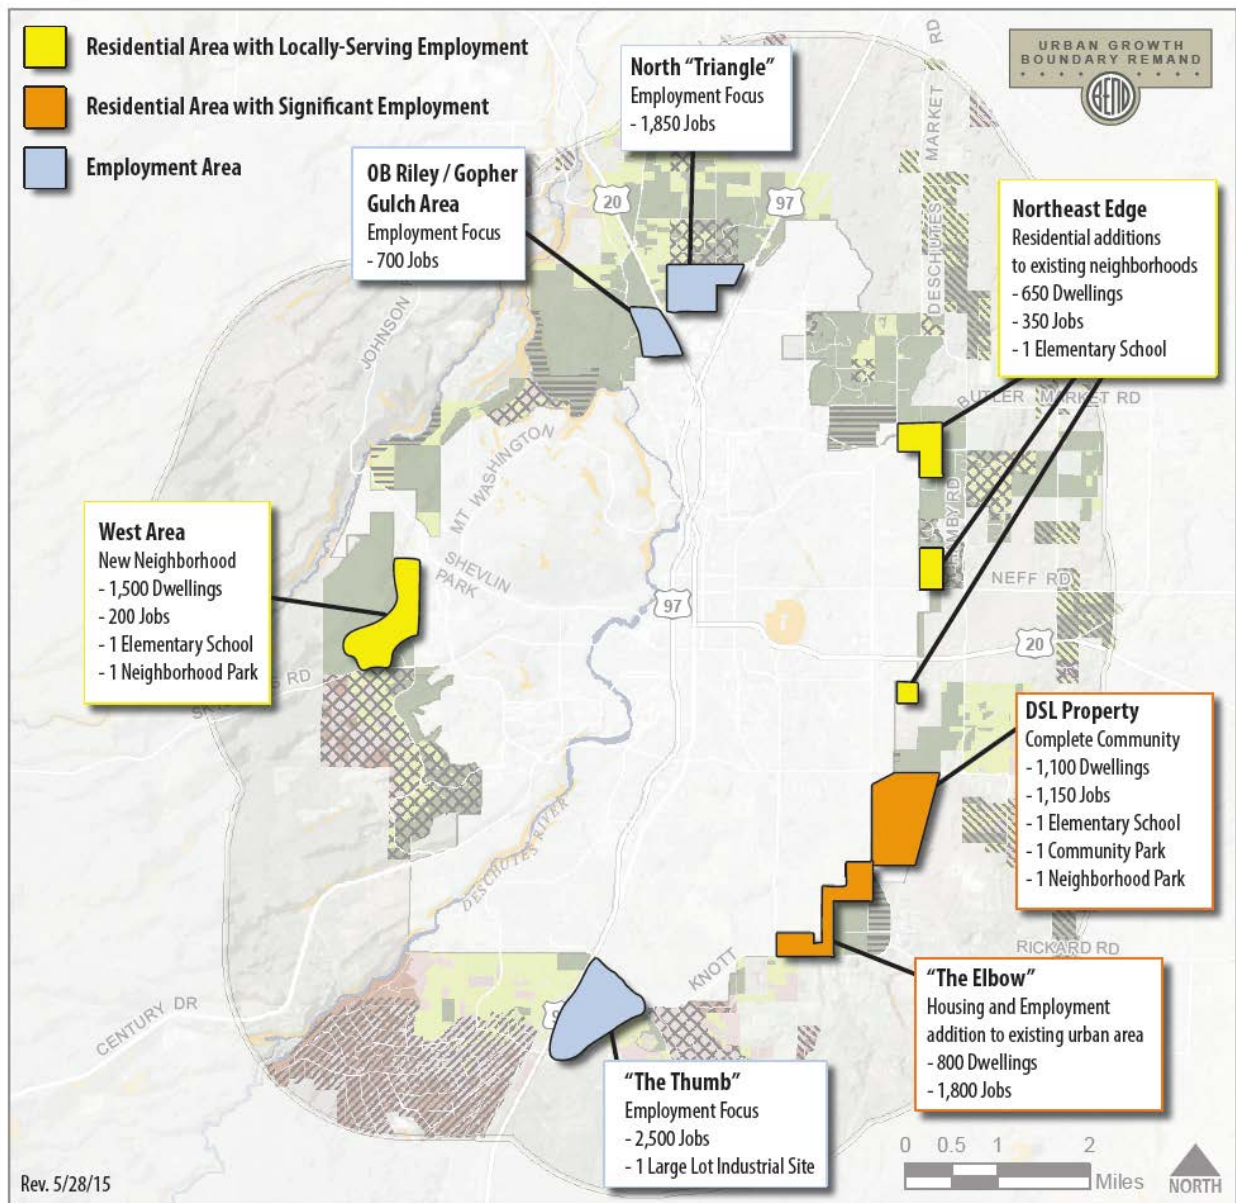 Residential Area with Locally-Serving Employment
Residential Area with Significant Employment
Employment Area
URBAN GROWTH
BOUNDARY REMAND
BEND
North "Triangle"
Employment Focus
- 1,850 Jobs
OB Riley / Gopher
Gulch Area
Employment Focus
- 700 Jobs
Northeast Edge
Residential additions
to existing neighborhoods
- 650 Dwellings
- 350 Jobs
- 1 Elementary School
West Area
New Neighborhood
- 1,500 Dwellings
- 200 Jobs
- 1 Elementary School
- 1 Neighborhood Park
DSL Property
Complete Community
- 1,100 Dwellings
- 1,150 Jobs
- 1 Elementary School
- 1 Community Park
- 1 Neighborhood Park
"The Elbow"
Housing and Employment
addition to existing urban area
- 800 Dwellings
- 1,800 Jobs
"The Thumb"
Employment Focus
- 2,500 Jobs
- 1 Large Lot Industrial Site
20
97
DESCHUTES MARKET RD
JOHNSON
BUTLER MARKET RD
MT. WASHINGTON
SHEVLIN
PARK
NEFF RD
97
20
RD
DESCHUTES RIVER
KNOTT
RICKARD RD
CENTURY DR
0 0.5 1 2
Miles
NORTH
Rev. 5/28/15